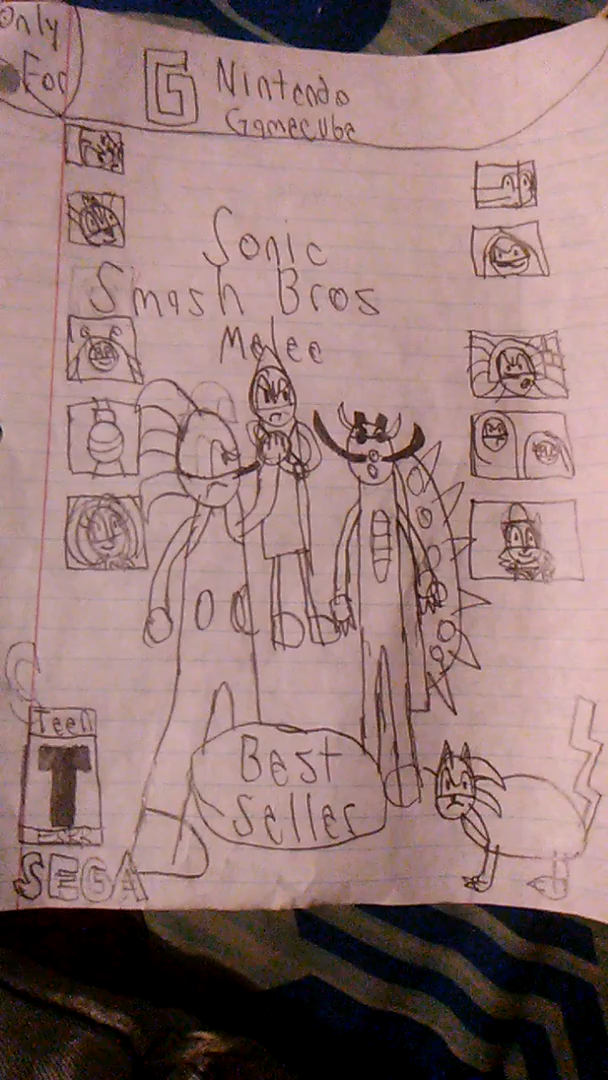 Only
For
G Nintendo
Gamecube
Sonic
Smash Bros
Melee
Teen
T
ESRB
SEGA
Best
Seller